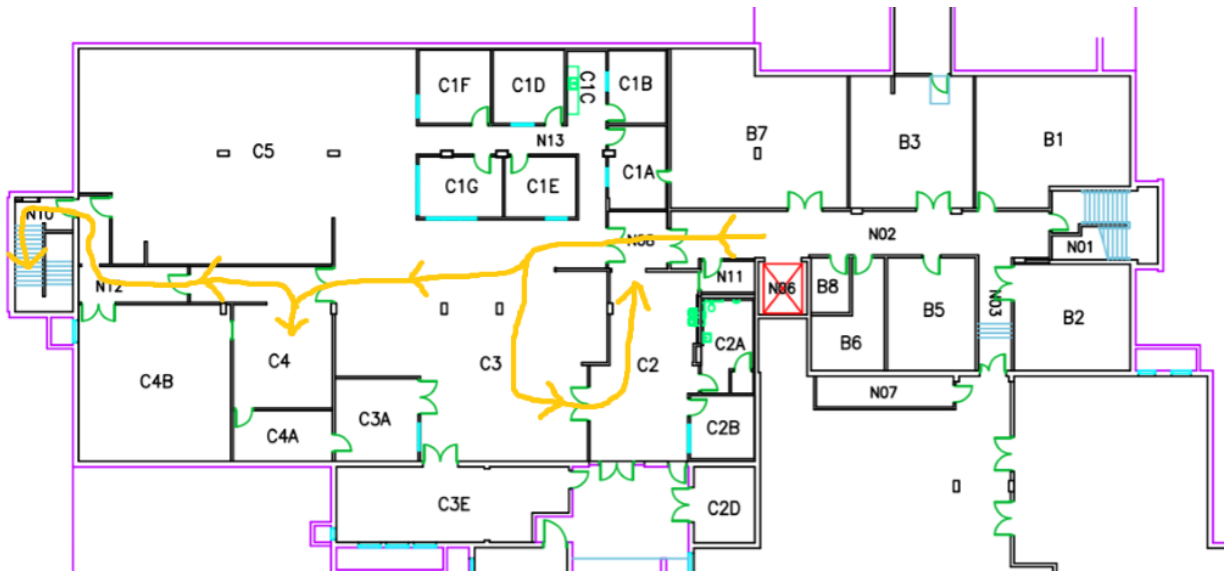 C1F
C1D
C1C
C1B
B7
B3
B1
N13
C5
C1A
C1G
C1E
N10
N08
N02
N01
N12
N11
N06
B8
N03
B5
B2
B6
C4
C3
C2
C2A
C4B
C3A
N07
C4A
C2B
C3E
C2D